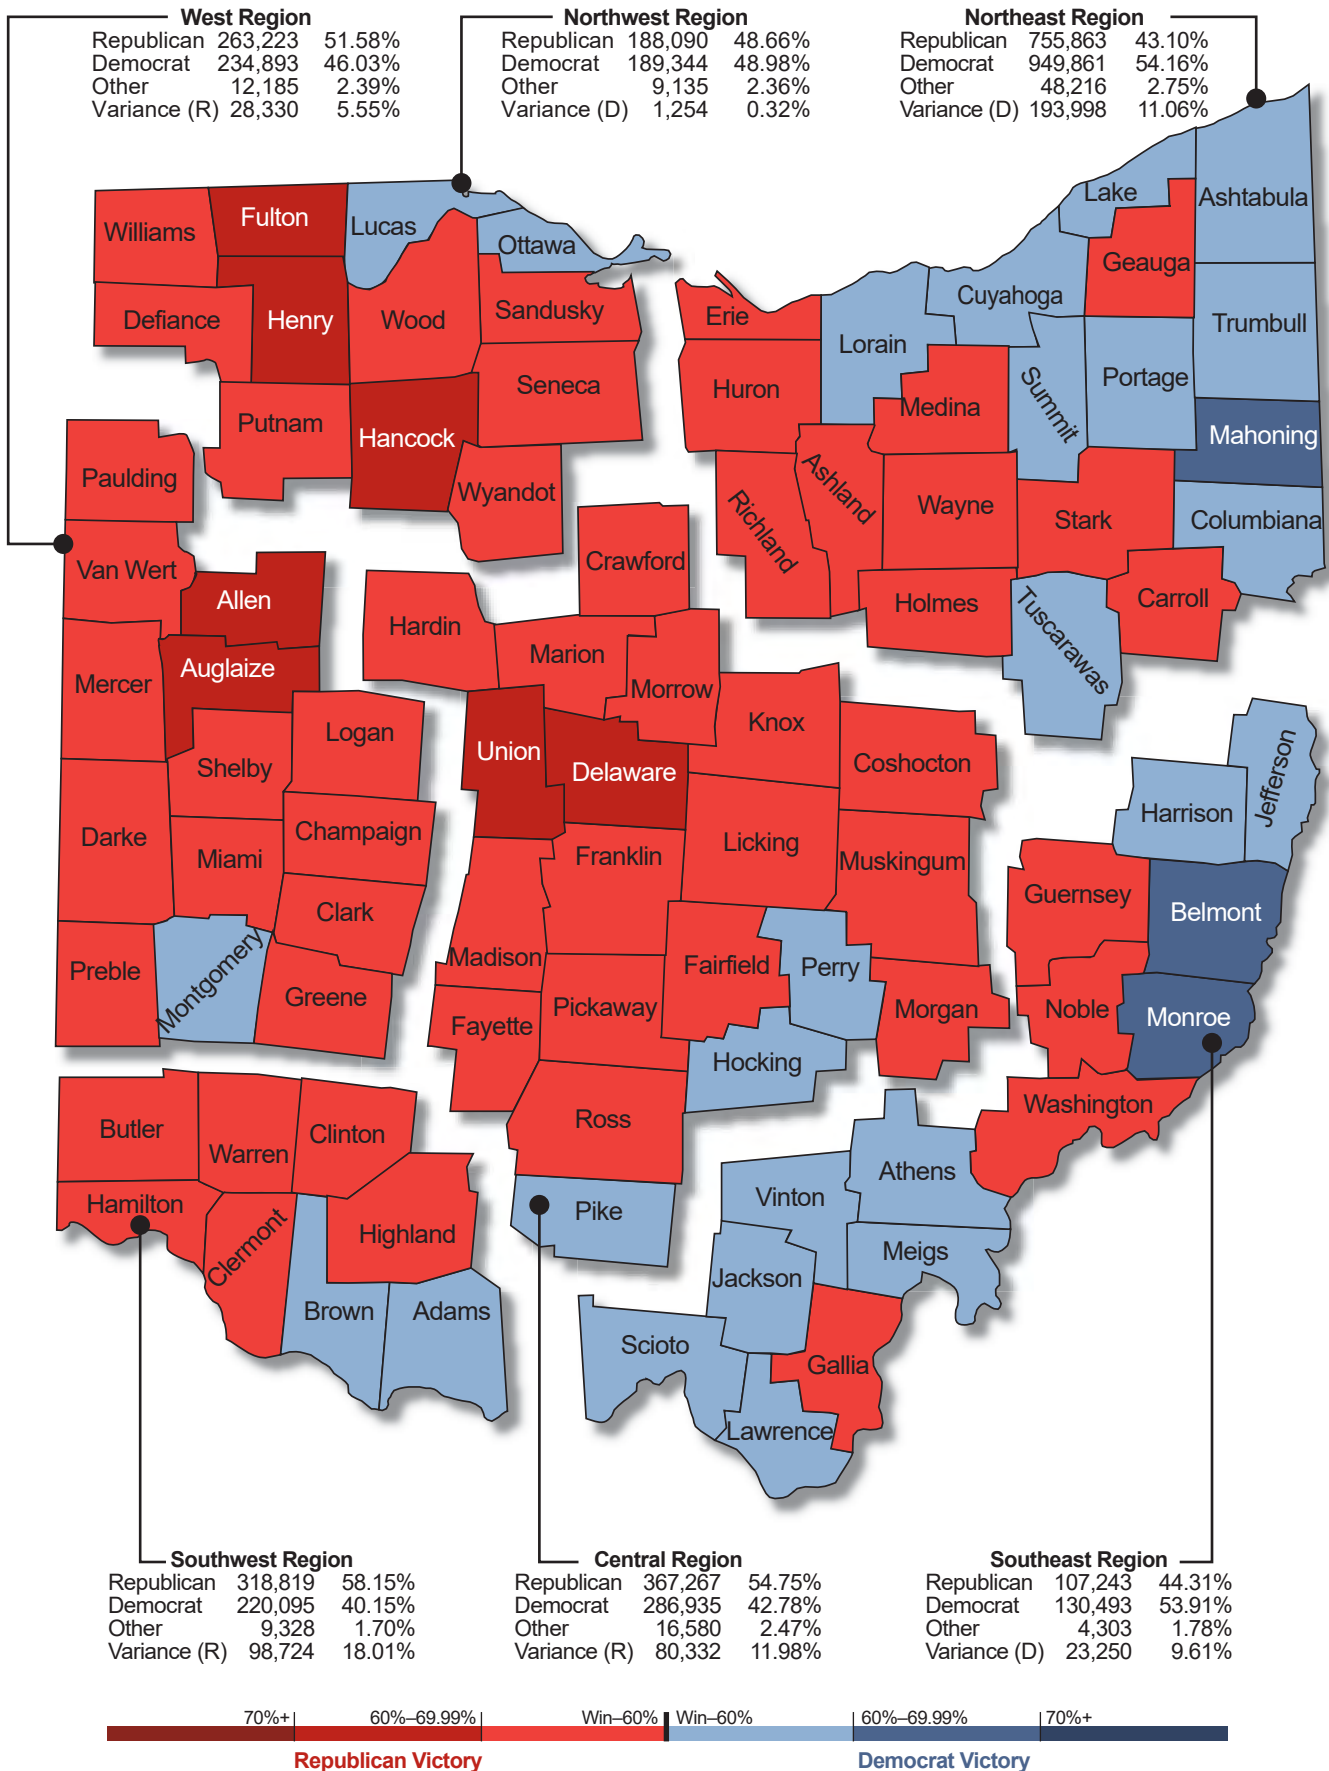 West Region
Republican 263,223 51.58%
Democrat 234,893 46.03%
Other 12,185 2.39%
Variance (R) 28,330 5.55%
Northwest Region
Republican 188,090 48.66%
Democrat 189,344 48.98%
Other 9,135 2.36%
Variance (D) 1,254 0.32%
Northeast Region
Republican 755,863 43.10%
Democrat 949,861 54.16%
Other 48,216 2.75%
Variance (D) 193,998 11.06%
Williams
Fulton
Lucas
Ottawa
Defiance
Henry
Wood
Sandusky
Seneca
Putnam
Hancock
Wyandot
Lake
Ashtabula
Geauga
Cuyahoga
Erie
Lorain
Trumbull
Huron
Medina
Summit
Portage
Mahoning
Richland
Ashland
Wayne
Stark
Columbiana
Holmes
Tuscarawas
Carroll
Paulding
Van Wert
Allen
Mercer
Auglaize
Logan
Shelby
Darke
Miami
Champaign
Clark
Preble
Montgomery
Greene
Crawford
Hardin
Marion
Morrow
Union
Delaware
Knox
Coshocton
Franklin
Licking
Muskingum
Madison
Fairfield
Perry
Fayette
Pickaway
Morgan
Hocking
Ross
Pike
Jefferson
Harrison
Guernsey
Belmont
Noble
Monroe
Washington
Athens
Vinton
Meigs
Jackson
Scioto
Gallia
Lawrence
Butler
Warren
Clinton
Hamilton
Clermont
Highland
Brown
Adams
Southwest Region
Republican 318,819 58.15%
Democrat 220,095 40.15%
Other 9,328 1.70%
Variance (R) 98,724 18.01%
Central Region
Republican 367,267 54.75%
Democrat 286,935 42.78%
Other 16,580 2.47%
Variance (R) 80,332 11.98%
Southeast Region
Republican 107,243 44.31%
Democrat 130,493 53.91%
Other 4,303 1.78%
Variance (D) 23,250 9.61%
70%+ 60%–69.99% Win–60% Win–60% 60%–69.99% 70%+
Republican Victory Democrat Victory